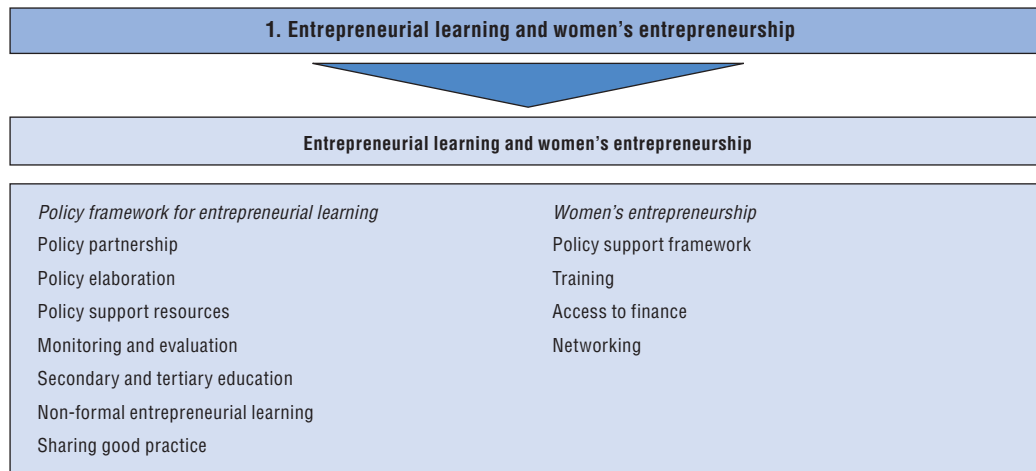 1. Entrepreneurial learning and women's entrepreneurship
Entrepreneurial learning and women's entrepreneurship
Policy framework for entrepreneurial learning
Policy partnership
Policy elaboration
Policy support resources
Monitoring and evaluation
Secondary and tertiary education
Non-formal entrepreneurial learning
Sharing good practice
Women's entrepreneurship
Policy support framework
Training
Access to finance
Networking